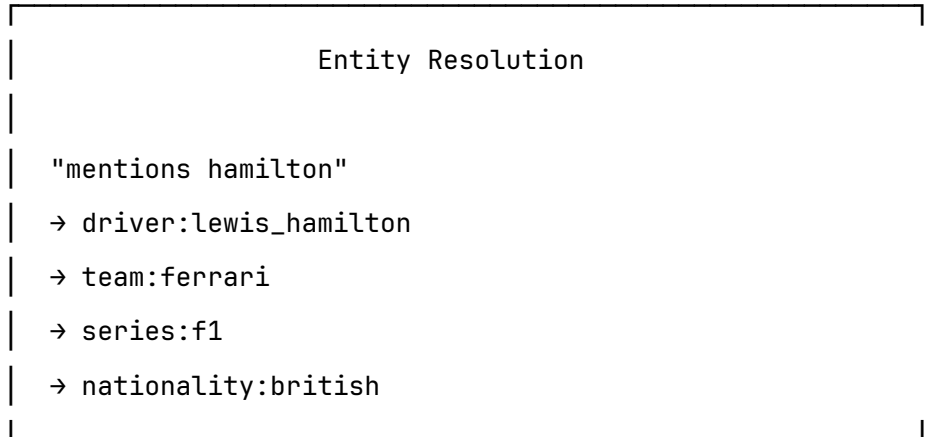 Entity Resolution
"mentions hamilton"
→ driver:lewis_hamilton
→ team:ferrari
→ series:f1
→ nationality:british